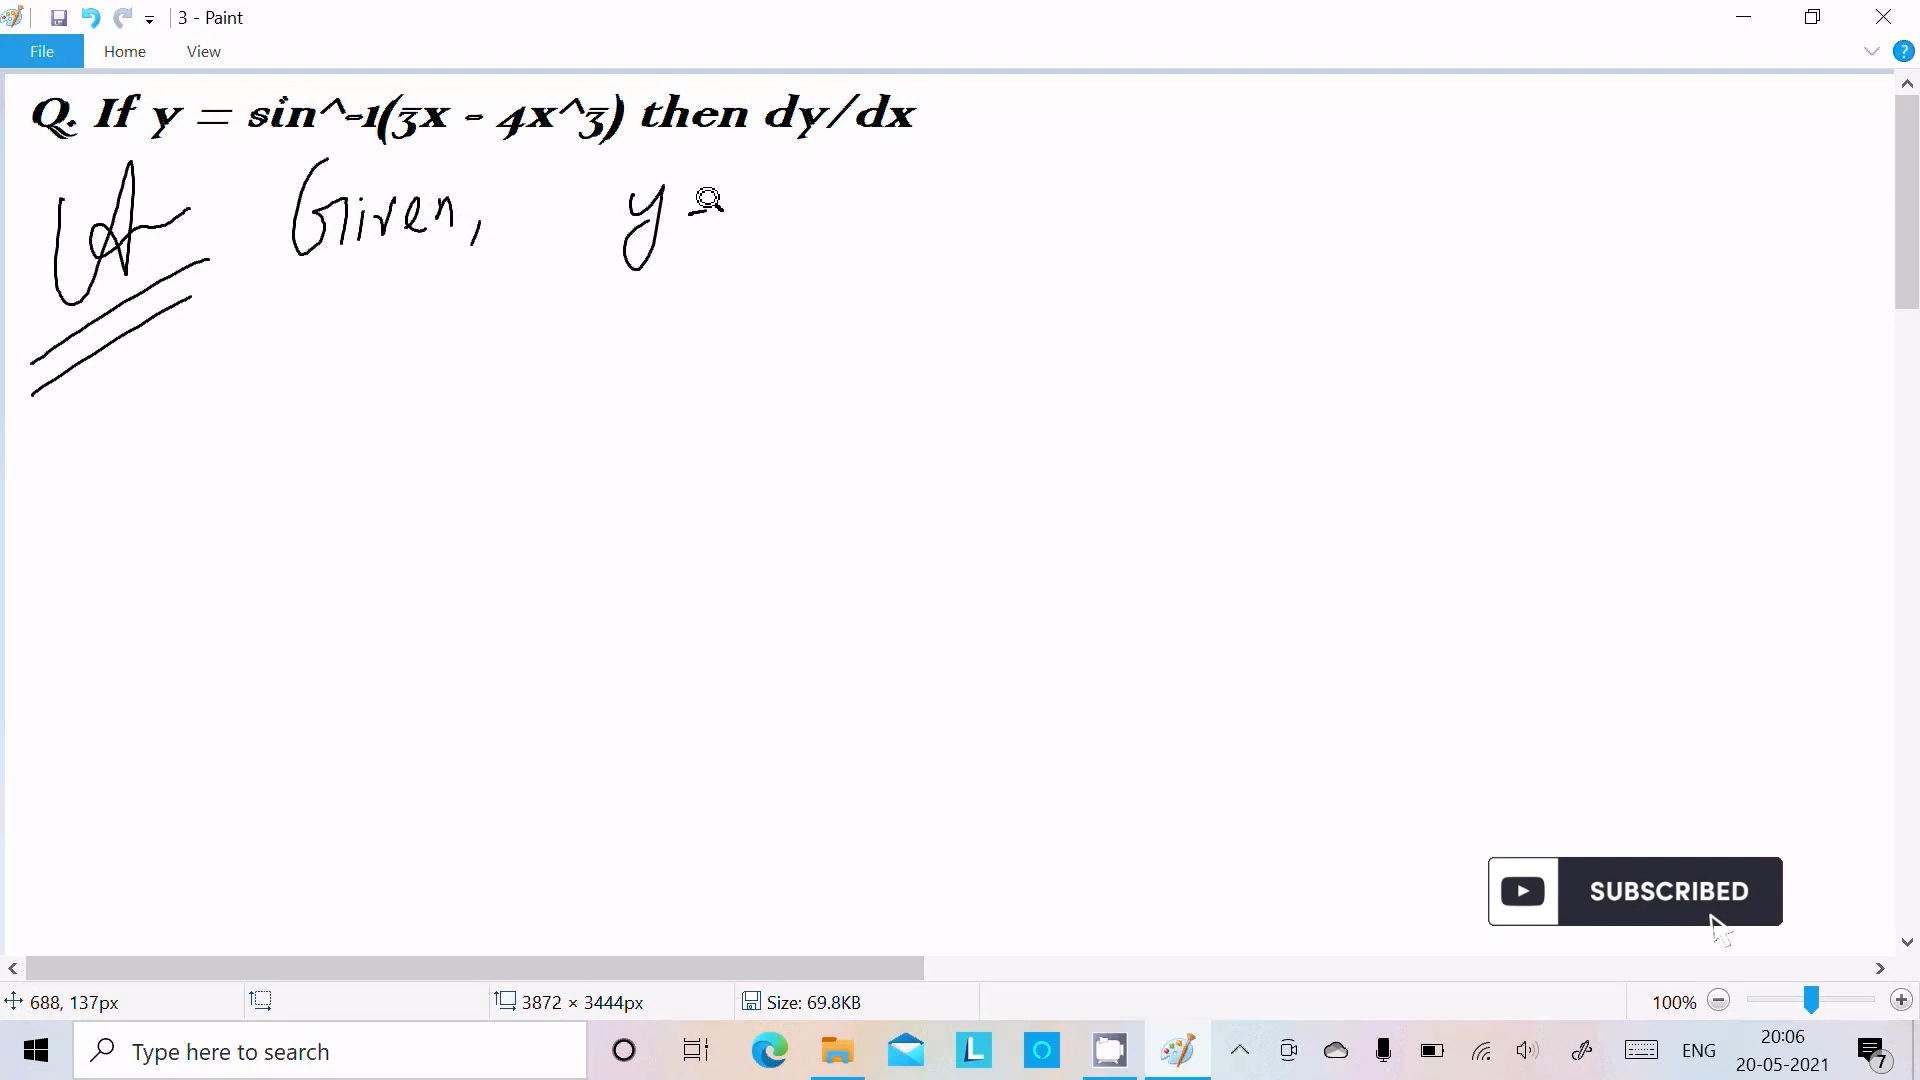 3 - Paint
File Home View
Q. If y = sin^-1(3x - 4x^3) then dy/dx
Given, y =
SUBSCRIBED
688, 137px 3872 × 3444px Size: 69.8KB 100%
Type here to search
ENG
20:06
20-05-2021
7